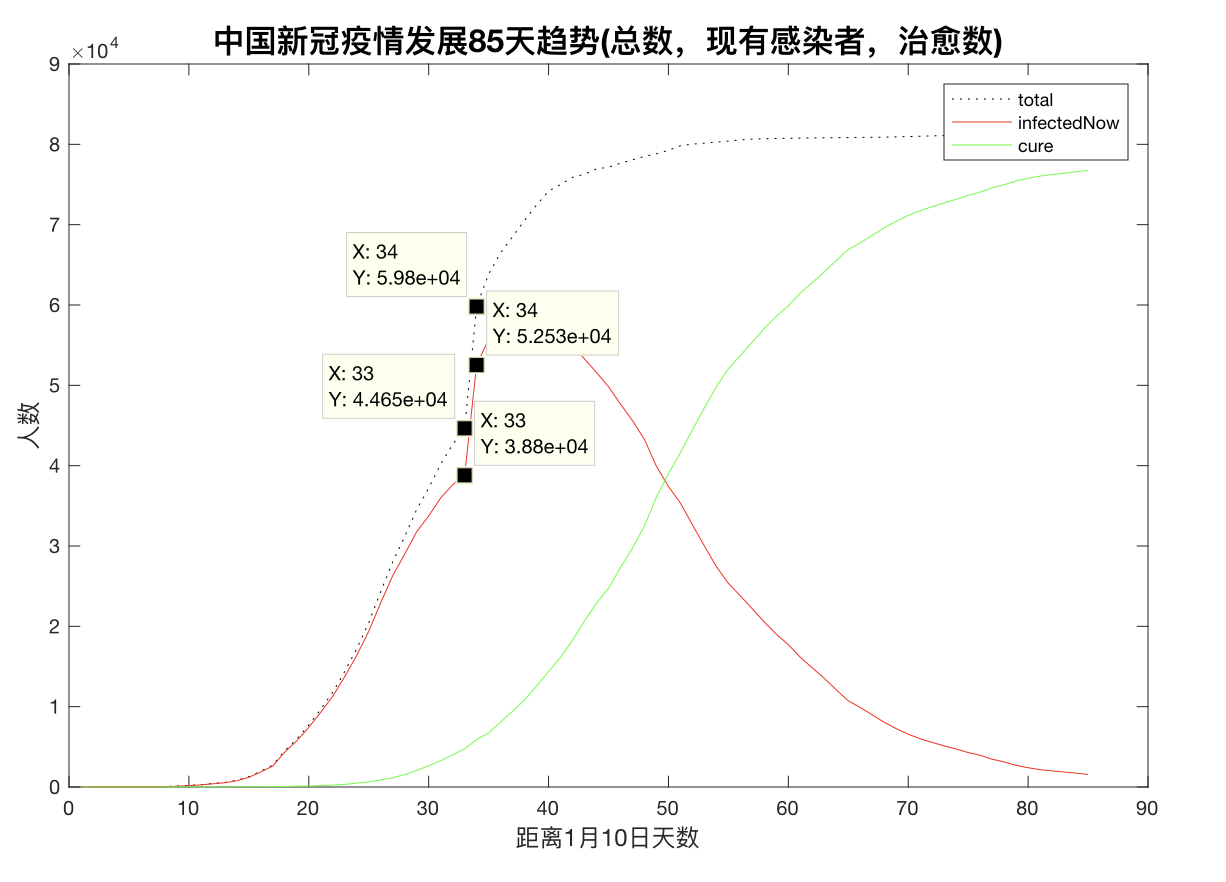 中国新冠疫情发展85天趋势(总数，现有感染者，治愈数)
×10⁴
9
8
7
6
5
4
3
2
1
0
人数
total
infectedNow
cure
X: 34
Y: 5.98e+04
X: 34
Y: 5.253e+04
X: 33
Y: 4.465e+04
X: 33
Y: 3.88e+04
0 10 20 30 40 50 60 70 80 90
距离1月10日天数